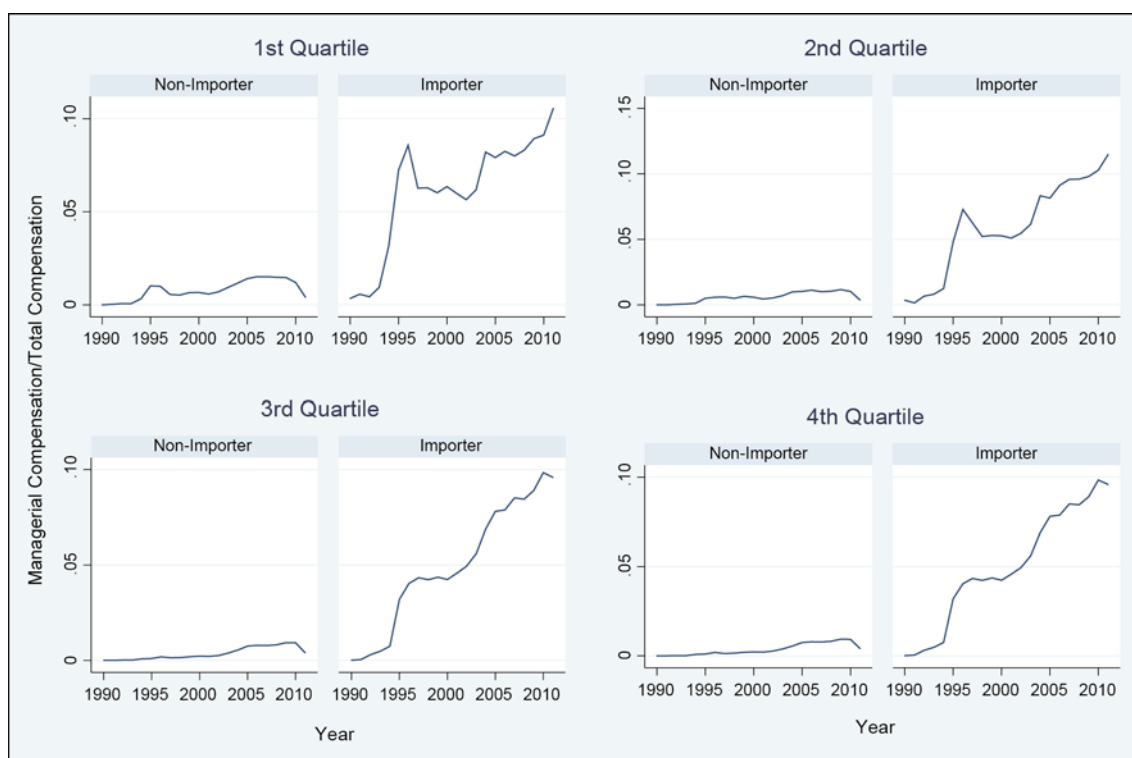 Managerial Compensation/Total Compensation
1st Quartile
Non-Importer
Importer
.10
.05
0
1990 1995 2000 2005 2010
1990 1995 2000 2005 2010
2nd Quartile
Non-Importer
Importer
.15
.10
.05
0
1990 1995 2000 2005 2010
1990 1995 2000 2005 2010
3rd Quartile
Non-Importer
Importer
.10
.05
0
1990 1995 2000 2005 2010
1990 1995 2000 2005 2010
Year
4th Quartile
Non-Importer
Importer
.10
.05
0
1990 1995 2000 2005 2010
1990 1995 2000 2005 2010
Year